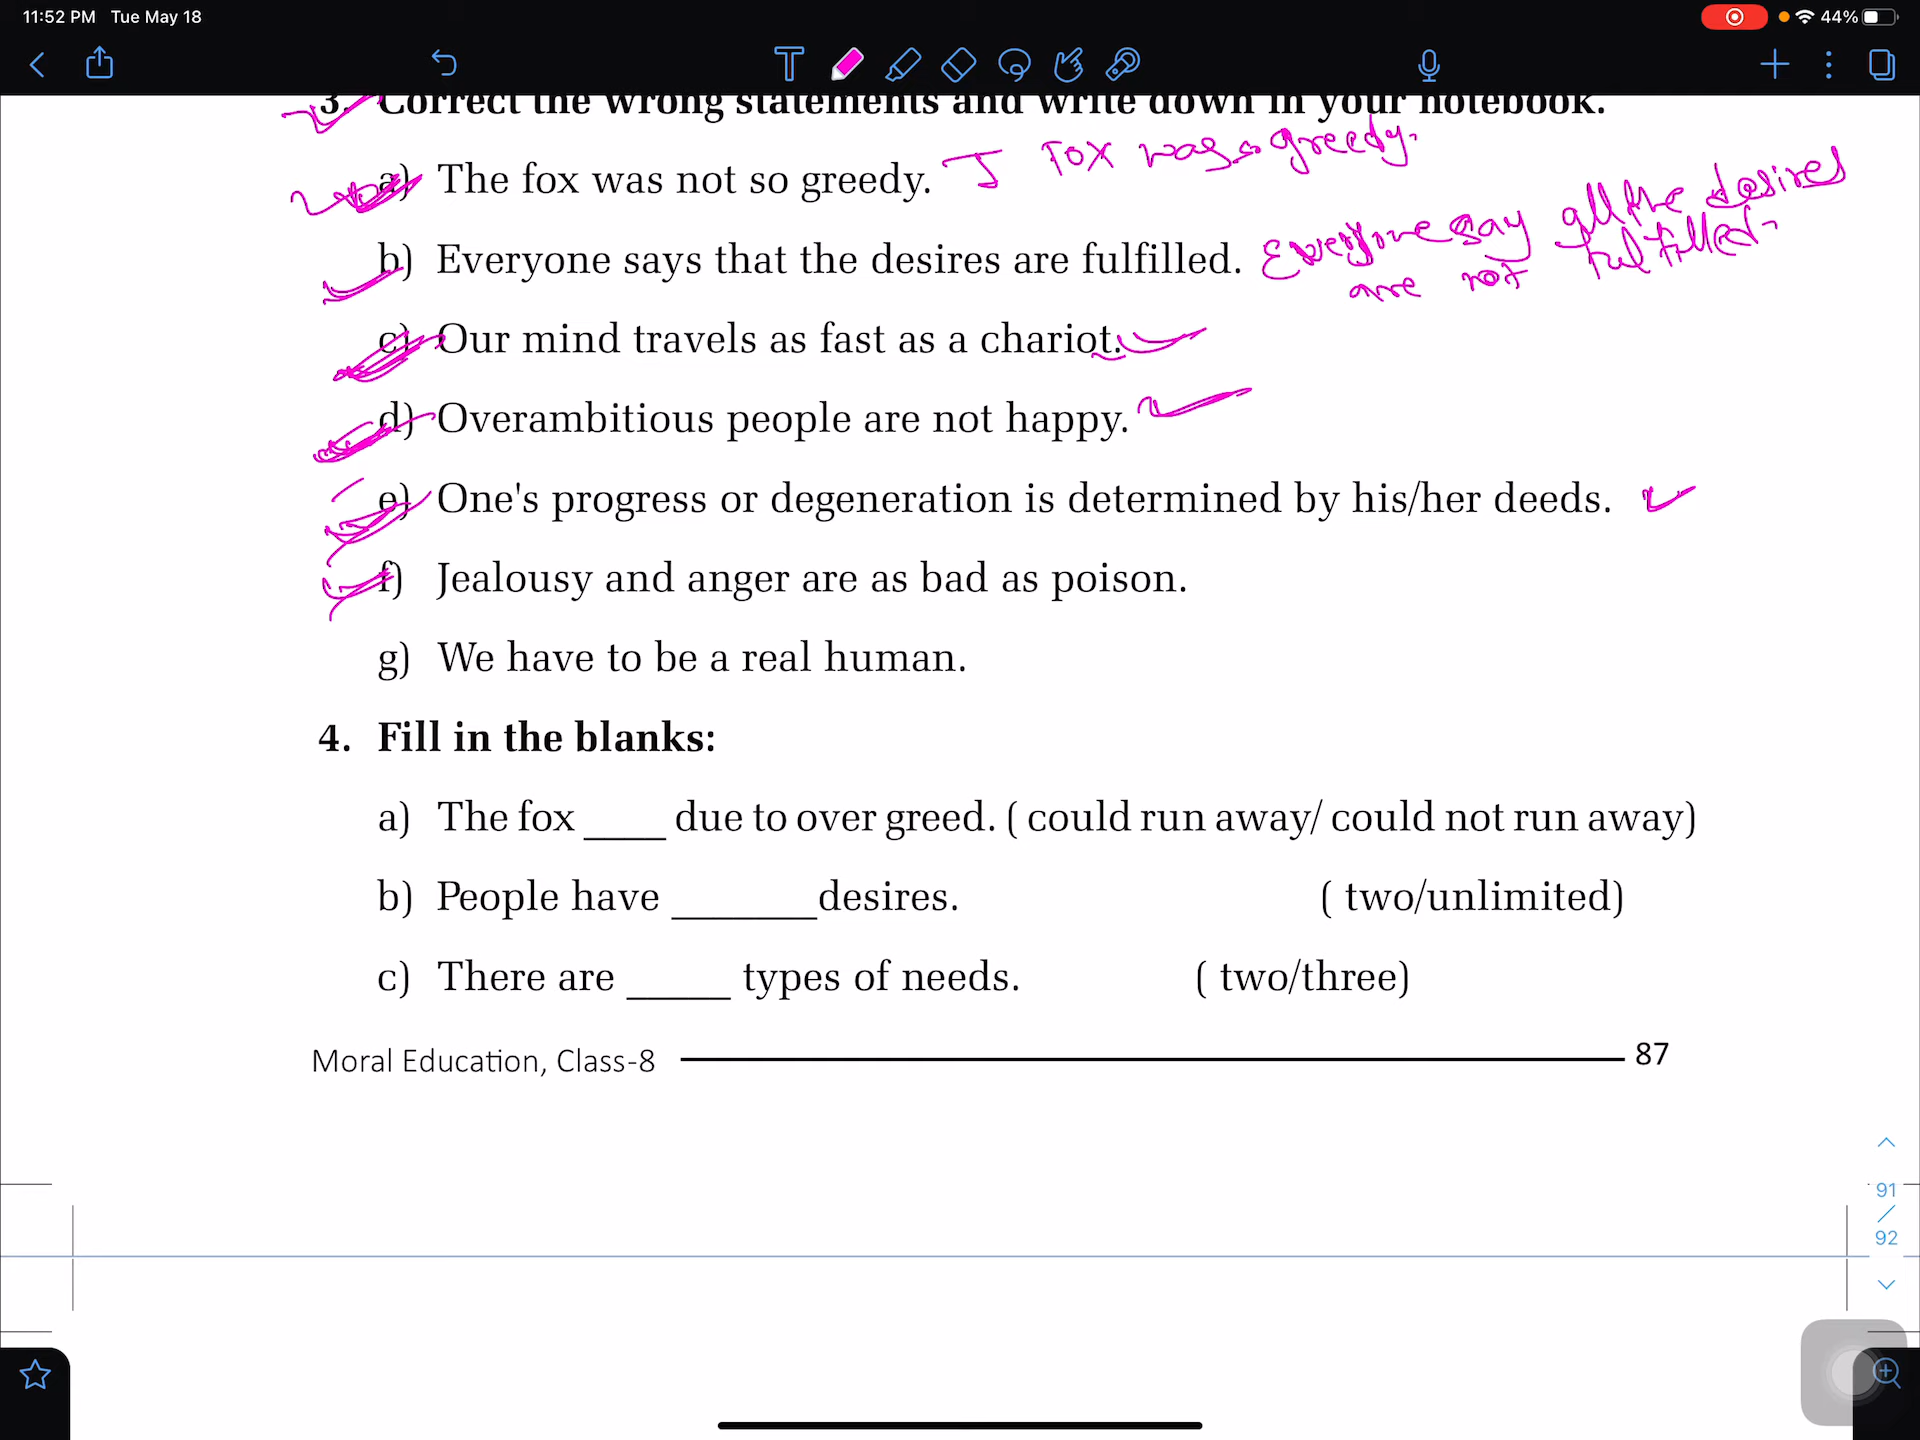 11:52 PM Tue May 18
44%
3. Correct the wrong statements and write down in your notebook.
a) The fox was not so greedy. Fox was so greedy.
b) Everyone says that the desires are fulfilled. Everyone say all the desires
are not fulfilled.
c) Our mind travels as fast as a chariot.
d) Overambitious people are not happy.
e) One's progress or degeneration is determined by his/her deeds.
f) Jealousy and anger are as bad as poison.
g) We have to be a real human.
4. Fill in the blanks:
a) The fox ____ due to over greed. ( could run away/ could not run away)
b) People have _______desires. ( two/unlimited)
c) There are _____ types of needs. ( two/three)
Moral Education, Class-8 87
91
/
92